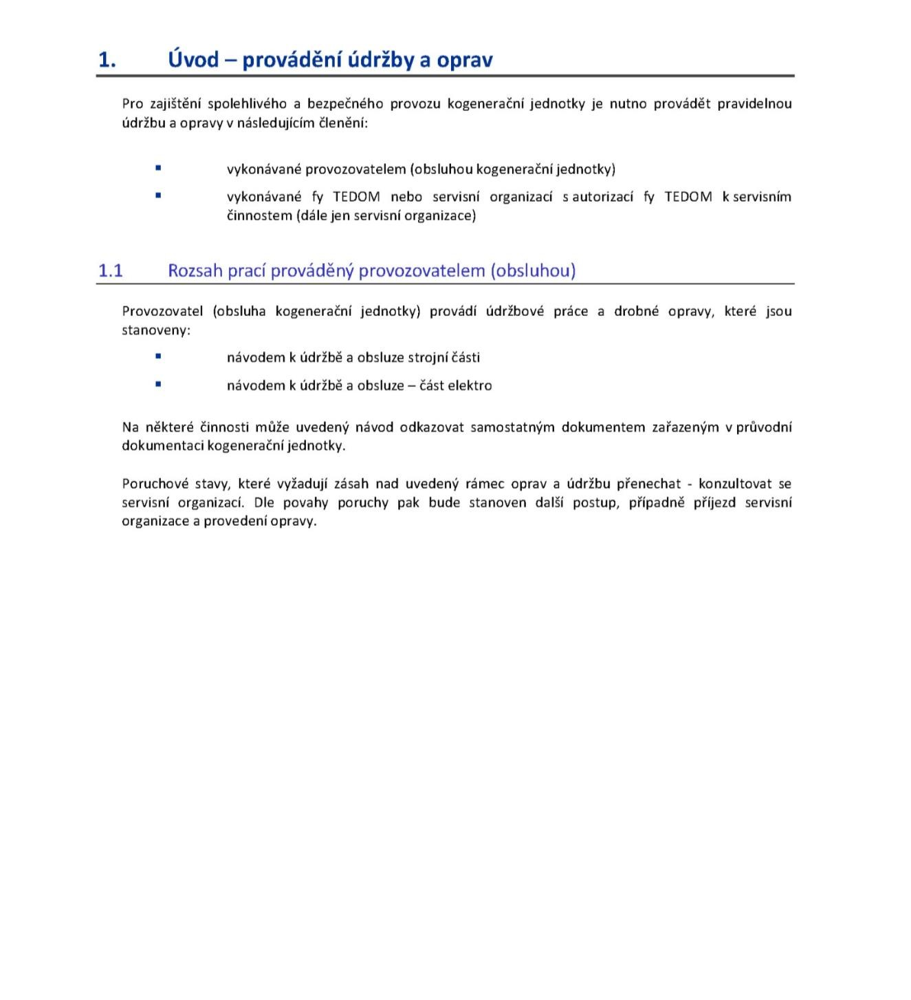 1. Úvod – provádění údržby a oprav
Pro zajištění spolehlivého a bezpečného provozu kogenerační jednotky je nutno provádět pravidelnou
údržbu a opravy v následujícím členění:
▪ vykonávané provozovatelem (obsluhou kogenerační jednotky)
▪ vykonávané fy TEDOM nebo servisní organizací s autorizací fy TEDOM k servisním
činnostem (dále jen servisní organizace)
1.1 Rozsah prací prováděný provozovatelem (obsluhou)
Provozovatel (obsluha kogenerační jednotky) provádí údržbové práce a drobné opravy, které jsou
stanoveny:
▪ návodem k údržbě a obsluze strojní části
▪ návodem k údržbě a obsluze – část elektro
Na některé činnosti může uvedený návod odkazovat samostatným dokumentem zařazeným v průvodní
dokumentaci kogenerační jednotky.
Poruchové stavy, které vyžadují zásah nad uvedený rámec oprav a údržbu přenechat - konzultovat se
servisní organizací. Dle povahy poruchy pak bude stanoven další postup, případně příjezd servisní
organizace a provedení opravy.